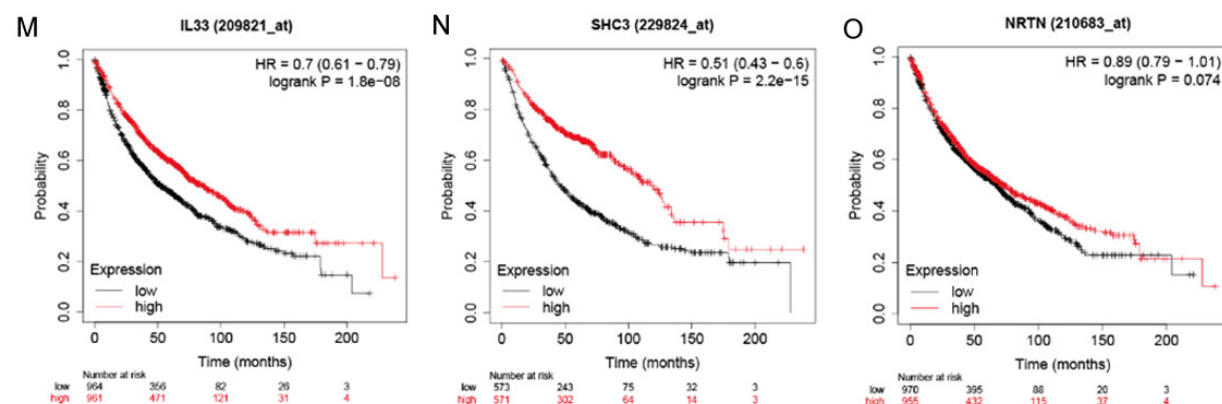 M
IL33 (209821_at)
HR = 0.7 (0.61 − 0.79)
logrank P = 1.8e−08
Probability
1.0
0.8
0.6
0.4
0.2
0.0
Expression
low
high
0 50 100 150 200
Time (months)
Number at risk
low 964 356 82 26 3
high 961 471 121 31 4
N
SHC3 (229824_at)
HR = 0.51 (0.43 − 0.6)
logrank P = 2.2e−15
Probability
1.0
0.8
0.6
0.4
0.2
0.0
Expression
low
high
0 50 100 150 200
Time (months)
Number at risk
low 573 243 75 32 3
high 571 302 64 14 3
O
NRTN (210683_at)
HR = 0.89 (0.79 − 1.01)
logrank P = 0.074
Probability
1.0
0.8
0.6
0.4
0.2
0.0
Expression
low
high
0 50 100 150 200
Time (months)
Number at risk
low 970 395 88 20 3
high 955 432 115 37 4